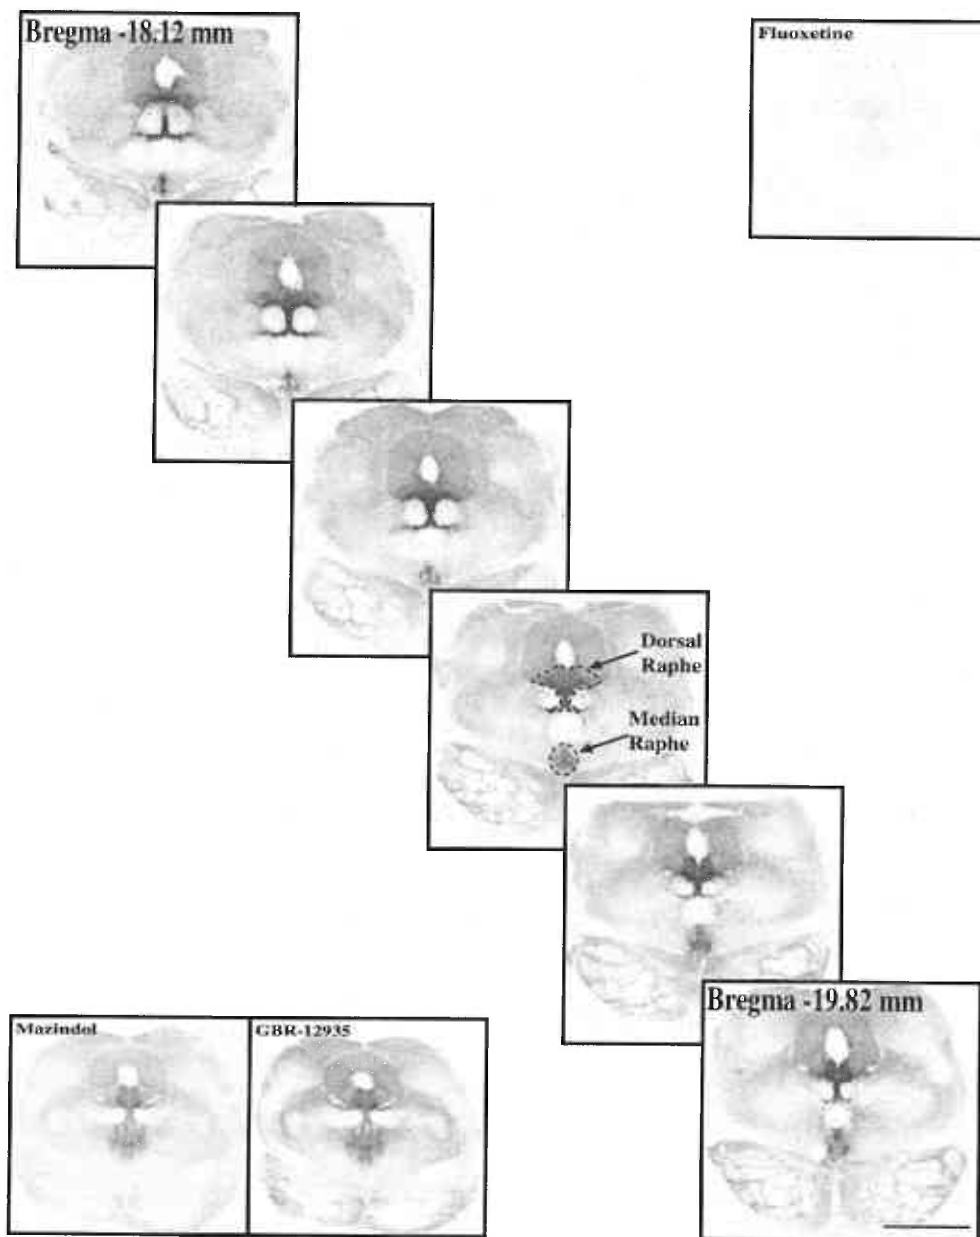 Bregma -18.12 mm
Fluoxetine
Dorsal
Raphe
Median
Raphe
Bregma -19.82 mm
Mazindol
GBR-12935